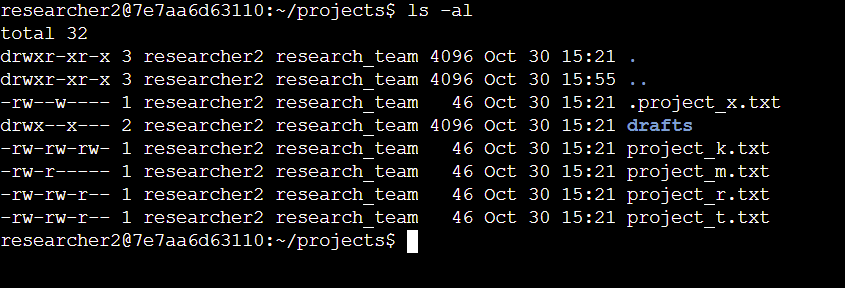 researcher2@7e7aa6d63110:~/projects$ ls -al
total 32
drwxr-xr-x 3 researcher2 research_team 4096 Oct 30 15:21 .
drwxr-xr-x 3 researcher2 research_team 4096 Oct 30 15:55 ..
-rw--w---- 1 researcher2 research_team   46 Oct 30 15:21 .project_x.txt
drwx--x--- 2 researcher2 research_team 4096 Oct 30 15:21 drafts
-rw-rw-rw- 1 researcher2 research_team   46 Oct 30 15:21 project_k.txt
-rw-r----- 1 researcher2 research_team   46 Oct 30 15:21 project_m.txt
-rw-rw-r-- 1 researcher2 research_team   46 Oct 30 15:21 project_r.txt
-rw-rw-r-- 1 researcher2 research_team   46 Oct 30 15:21 project_t.txt
researcher2@7e7aa6d63110:~/projects$